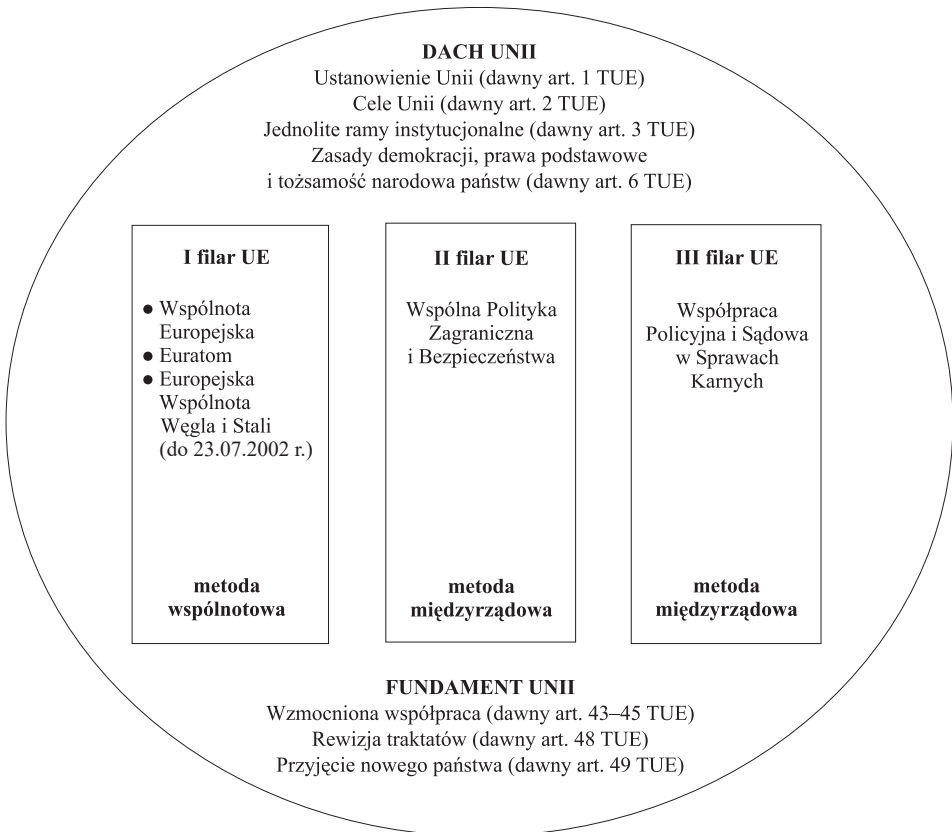 DACH UNII
Ustanowienie Unii (dawny art. 1 TUE)
Cele Unii (dawny art. 2 TUE)
Jednolite ramy instytucjonalne (dawny art. 3 TUE)
Zasady demokracji, prawa podstawowe
i tożsamość narodowa państw (dawny art. 6 TUE)
I filar UE
● Wspólnota
Europejska
● Euratom
● Europejska
Wspólnota
Węgla i Stali
(do 23.07.2002 r.)
metoda
wspólnotowa
II filar UE
Wspólna Polityka
Zagraniczna
i Bezpieczeństwa
metoda
międzyrządowa
III filar UE
Współpraca
Policyjna i Sądowa
w Sprawach
Karnych
metoda
międzyrządowa
FUNDAMENT UNII
Wzmocniona współpraca (dawny art. 43–45 TUE)
Rewizja traktatów (dawny art. 48 TUE)
Przyjęcie nowego państwa (dawny art. 49 TUE)